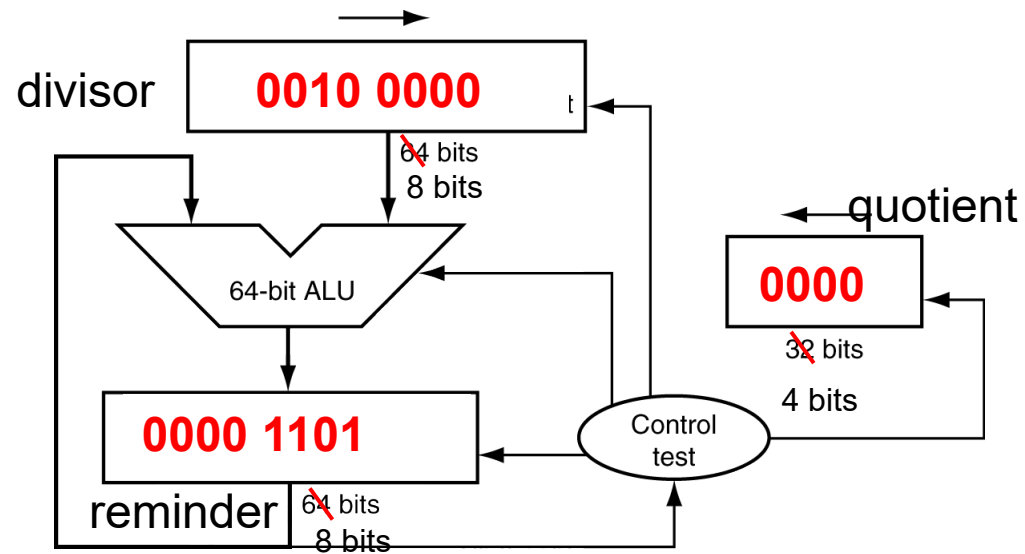 divisor
0010 0000
t
64 bits
8 bits
quotient
64-bit ALU
0000
32 bits
4 bits
0000 1101
Control
test
reminder
64 bits
8 bits